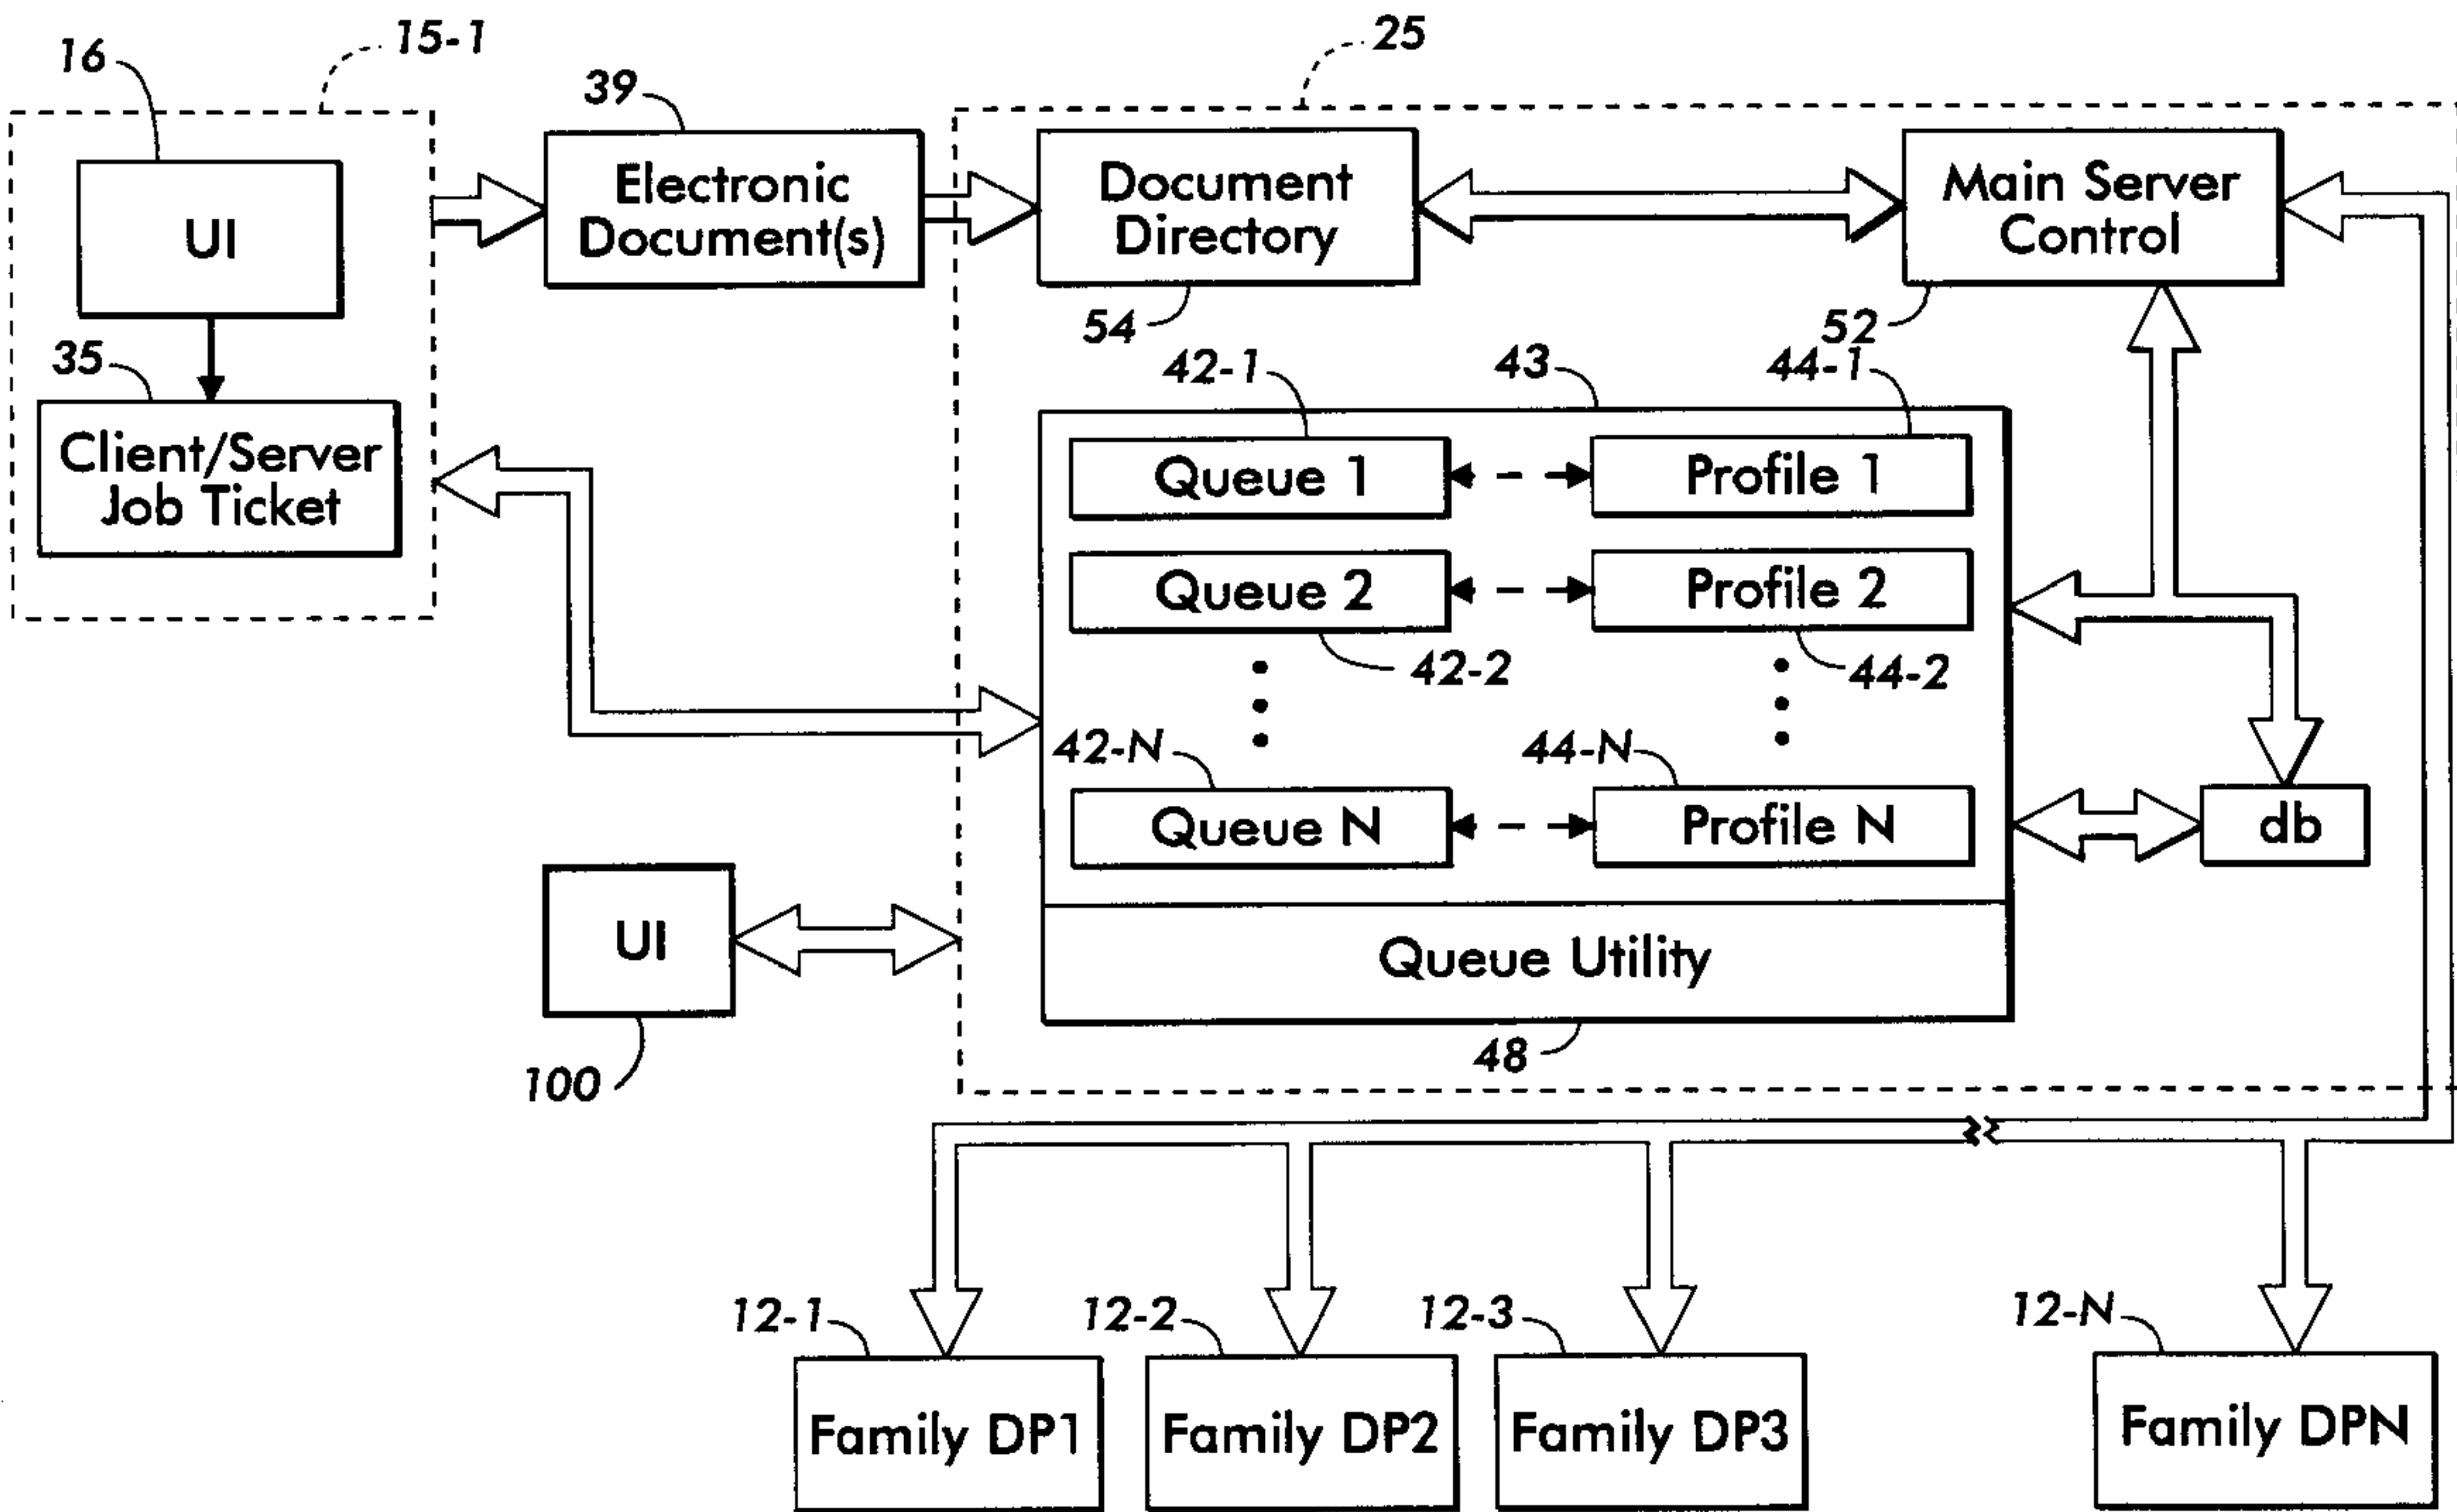 15-1
25
16
39
UI
Electronic
Document(s)
Document
Directory
Main Server
Control
54
52
35
Client/Server
Job Ticket
42-1
43
44-1
Queue 1
Profile 1
Queue 2
Profile 2
42-2
44-2
42-N
44-N
Queue N
Profile N
db
UI
Queue Utility
100
48
12-1
12-2
12-3
12-N
Family DP1
Family DP2
Family DP3
Family DPN